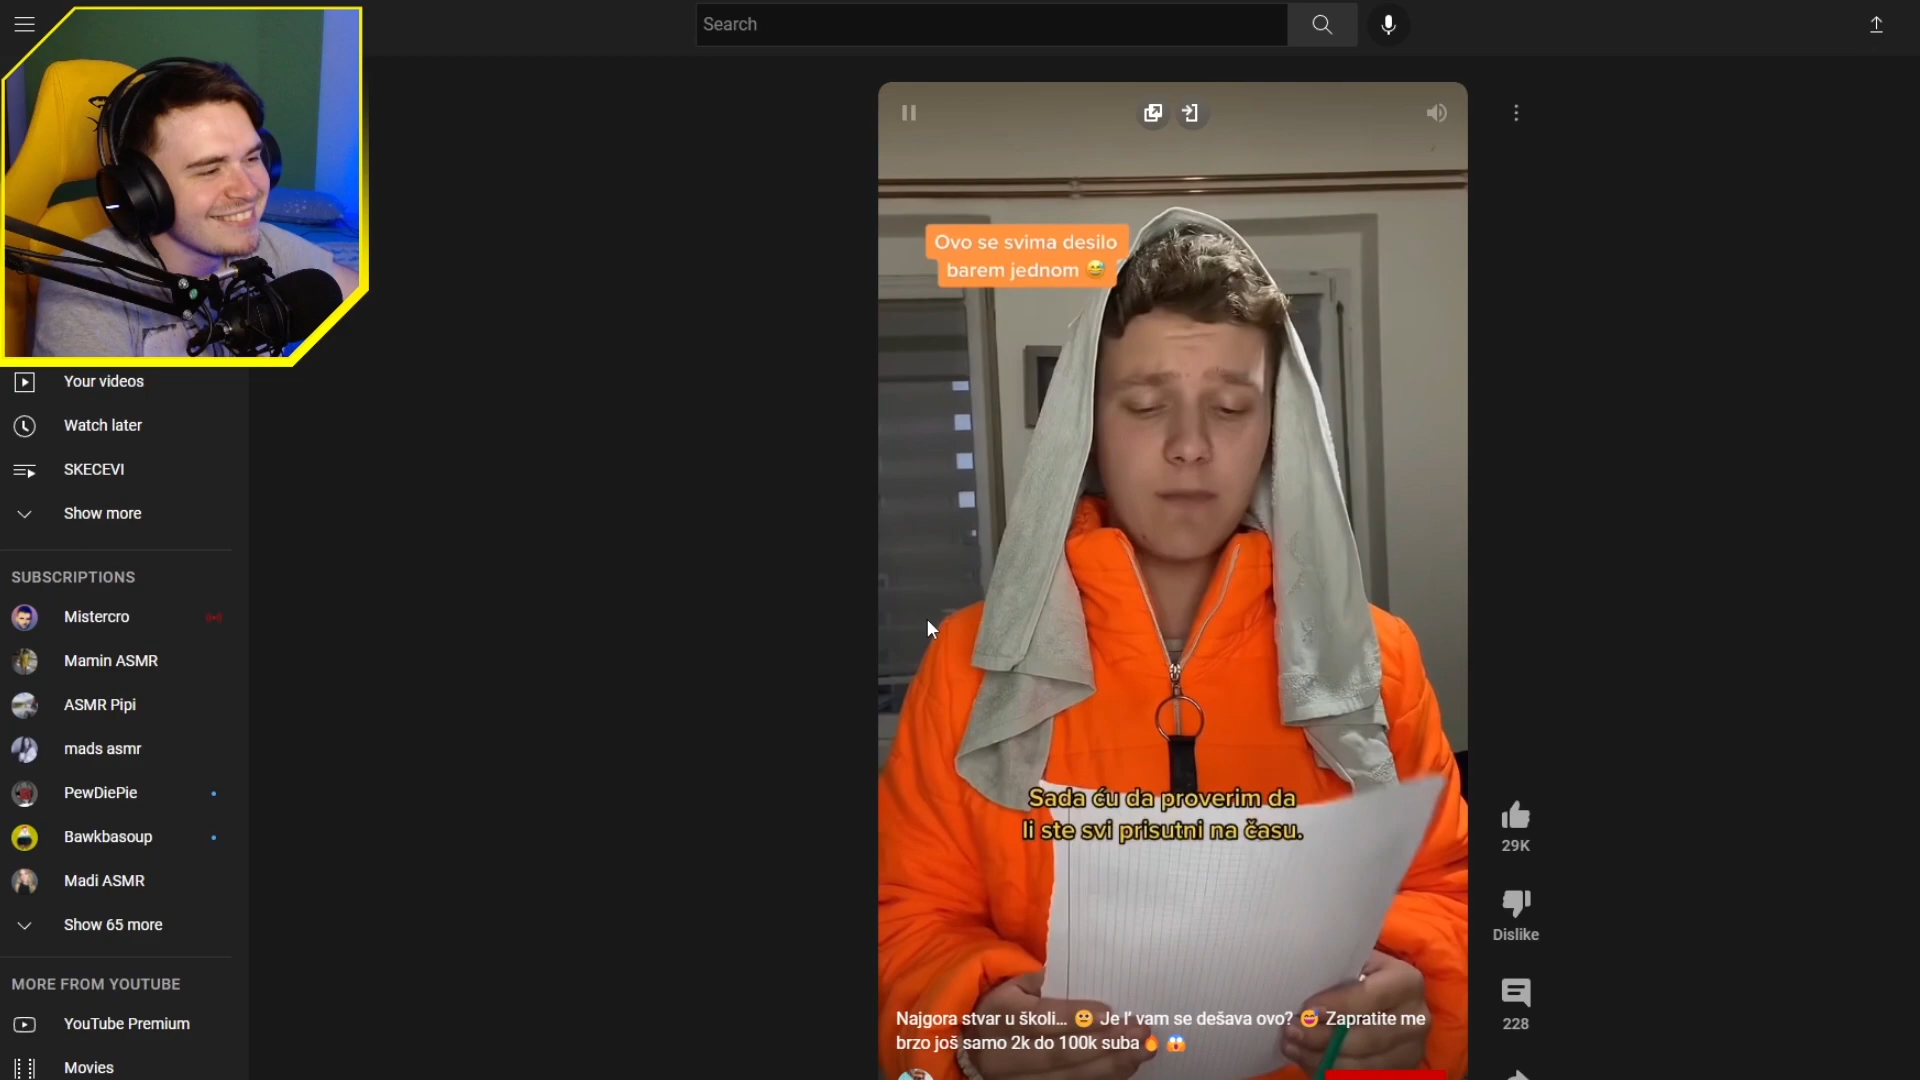 Search
Ovo se svima desilo
barem jednom 😅
Your videos
Watch later
SKECEVI
Show more
SUBSCRIPTIONS
Mistercro
Mamin ASMR
ASMR Pipi
mads asmr
PewDiePie
Bawkbasoup
Madi ASMR
Show 65 more
MORE FROM YOUTUBE
YouTube Premium
Movies
Sada ću da proverim da
li ste svi prisutni na času.
Najgora stvar u školi... 😐 Je l' vam se dešava ovo? 😅 Zapratite me
brzo još samo 2k do 100k suba🔥 😱
29K
Dislike
228